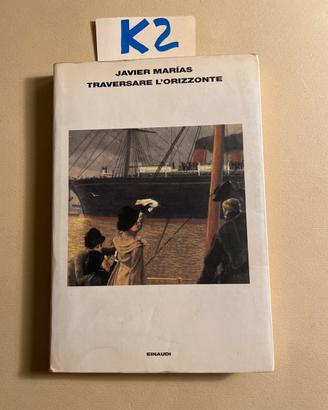 K2
JAVIER MARÍAS
TRAVERSARE L'ORIZZONTE
EINAUDI